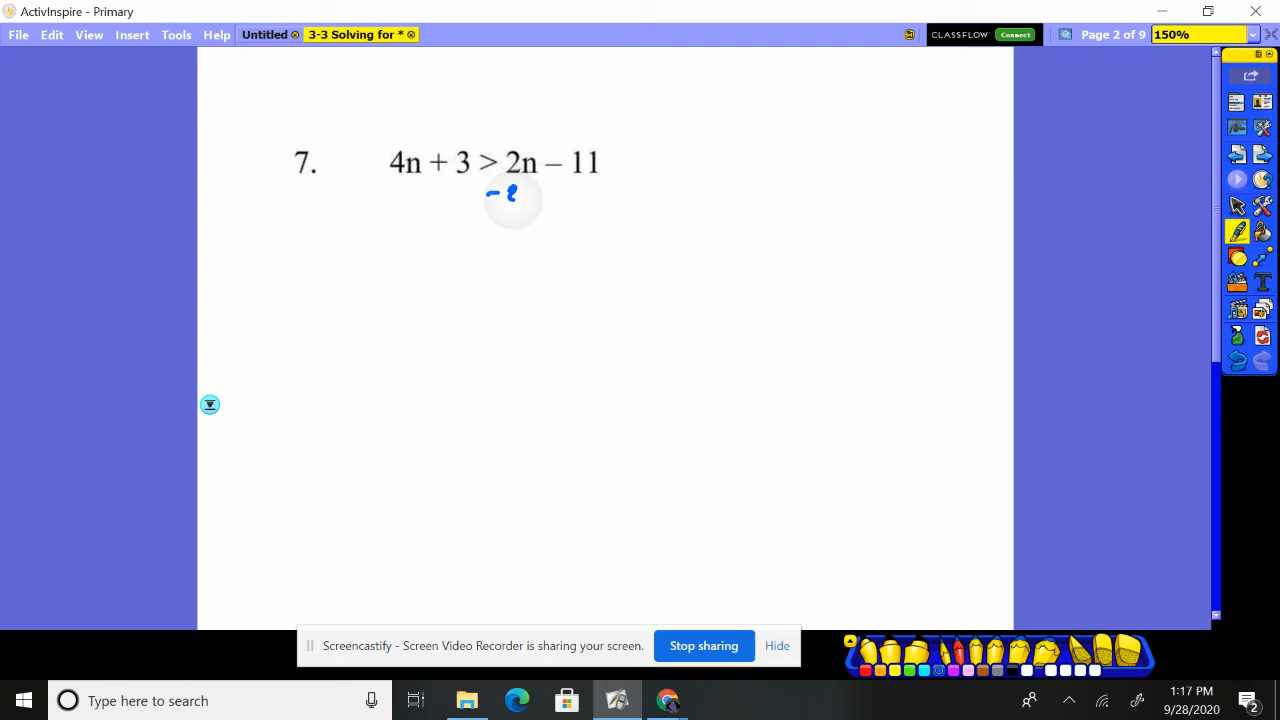 ActivInspire - Primary
File Edit View Insert Tools Help Untitled 3-3 Solving for * CLASSFLOW Connect Page 2 of 9 150%
7. 4n + 3 > 2n – 11
- 2
Screencastify - Screen Video Recorder is sharing your screen. Stop sharing Hide
Type here to search
1:17 PM
9/28/2020
2